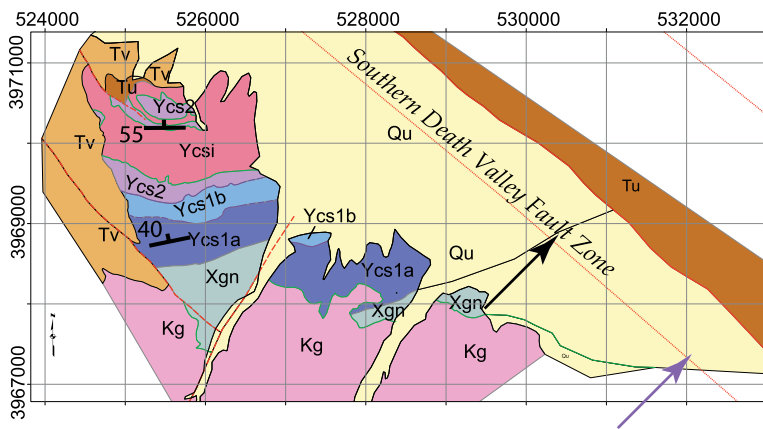 524000 526000 528000 530000 532000
3971000
3969000
3967000
Southern Death Valley Fault Zone
Tv
Tv
Tu
Ycs2
55
Qu
Tv
Ycsi
Ycs2
Tu
Ycs1b
Ycs1b
40
Tv
Ycs1a
Qu
Ycs1a
Xgn
Xgn
Xgn
Kg
Kg
Kg
Qu